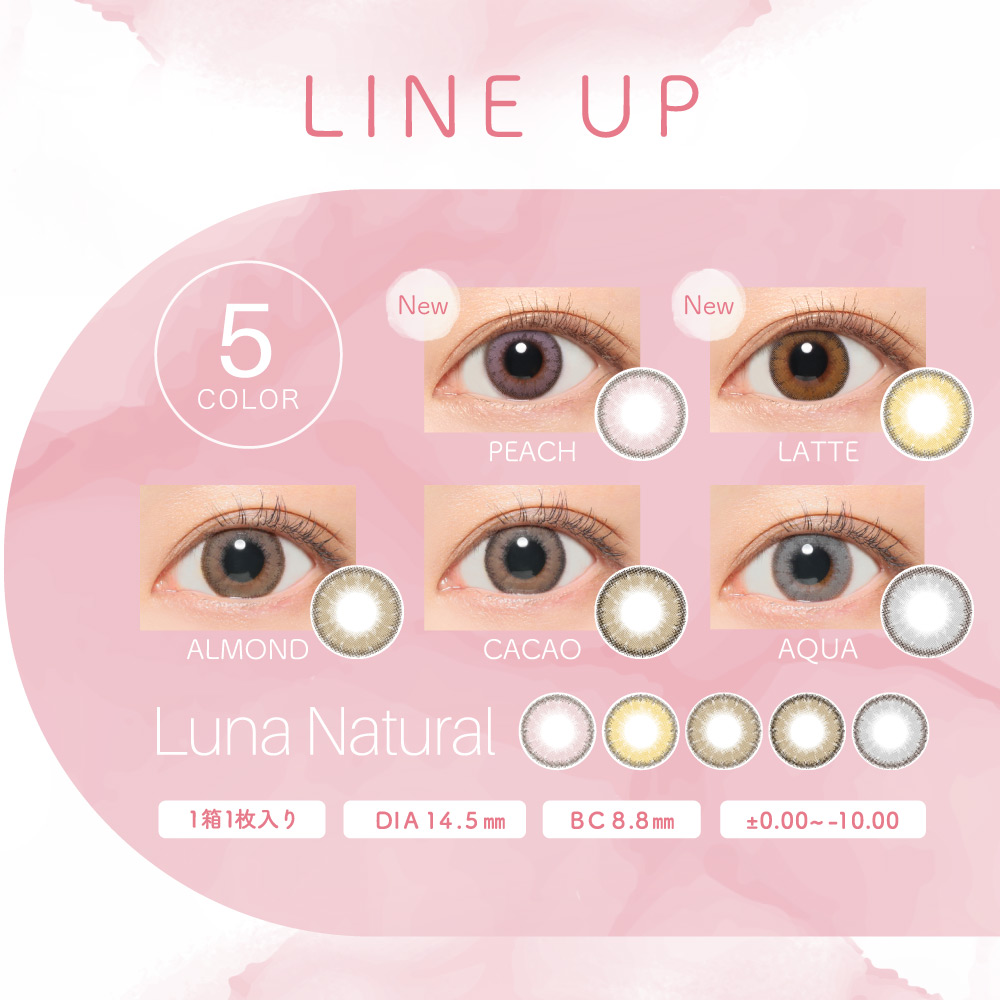 LINE UP
5
COLOR
New
New
PEACH
LATTE
ALMOND
CACAO
AQUA
Luna Natural
1箱1枚入り
DIA 14.5㎜
BC 8.8㎜
±0.00~ -10.00